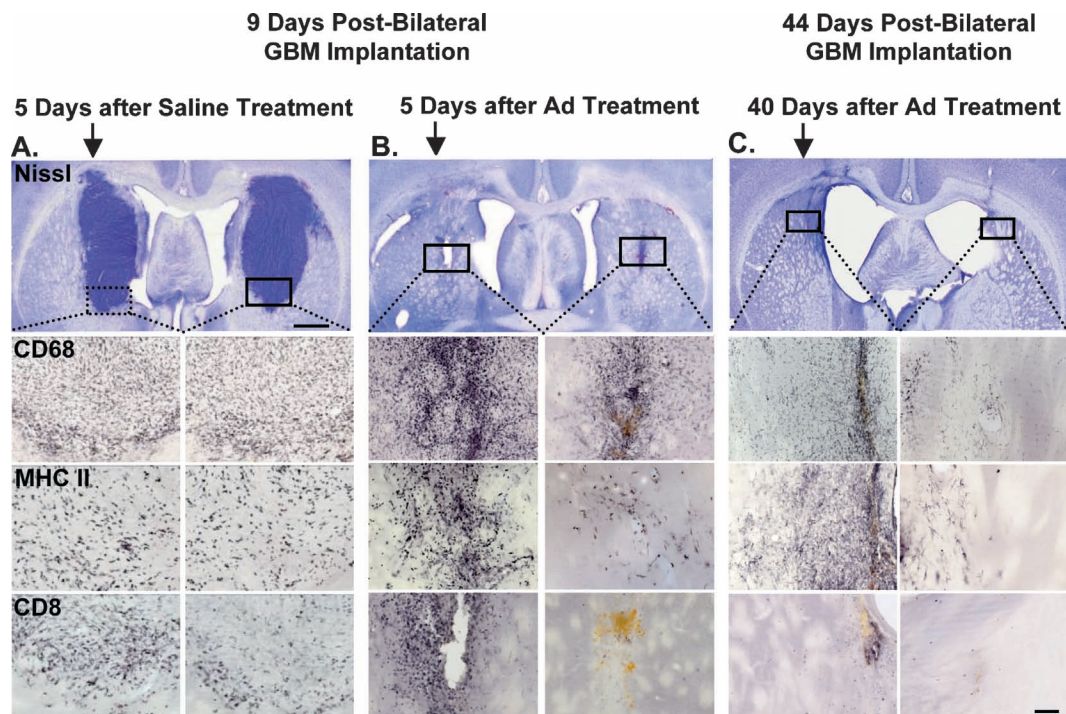 9 Days Post-Bilateral
GBM Implantation
44 Days Post-Bilateral
GBM Implantation
5 Days after Saline Treatment
5 Days after Ad Treatment
40 Days after Ad Treatment
A.
B.
C.
Nissl
CD68
MHC II
CD8